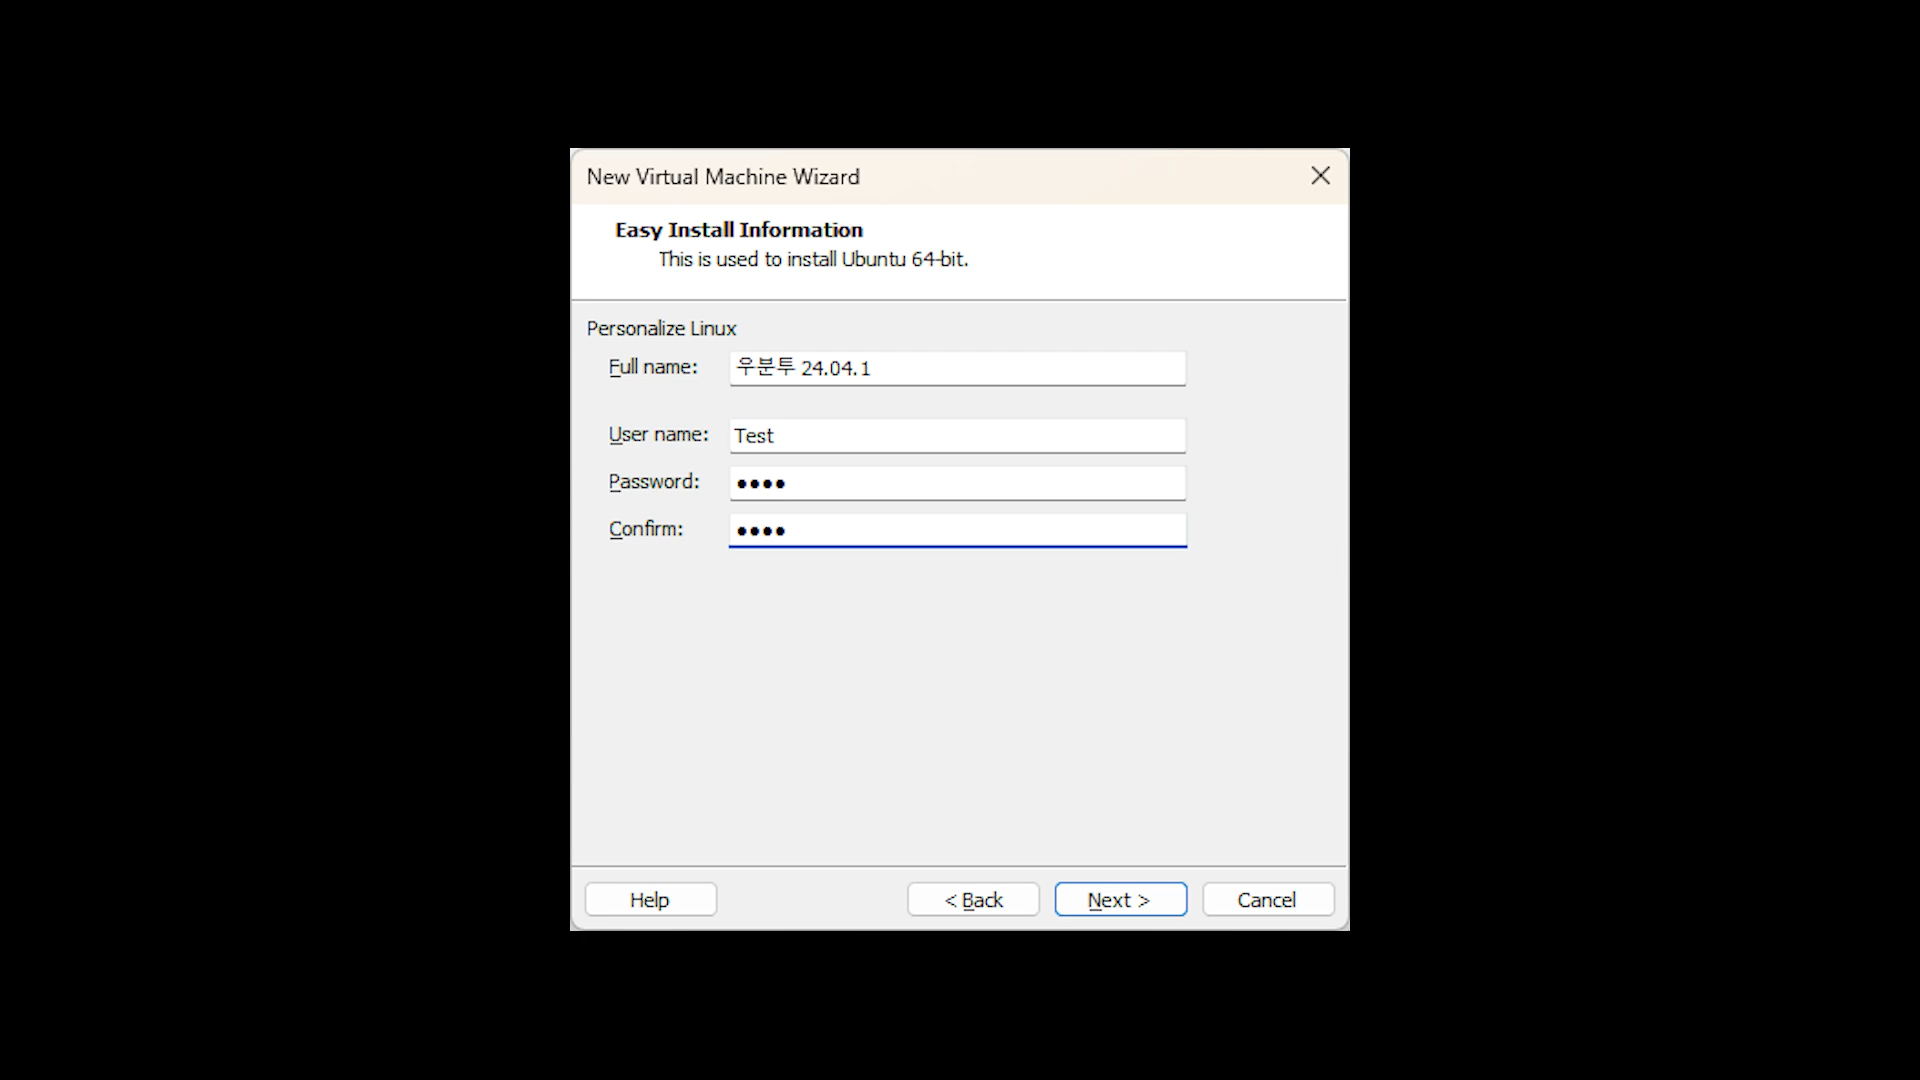 New Virtual Machine Wizard
Easy Install Information
This is used to install Ubuntu 64-bit.
Personalize Linux
Full name: 우분투 24.04.1
User name: Test
Password: ●●●●
Confirm: ●●●●
Help < Back Next > Cancel